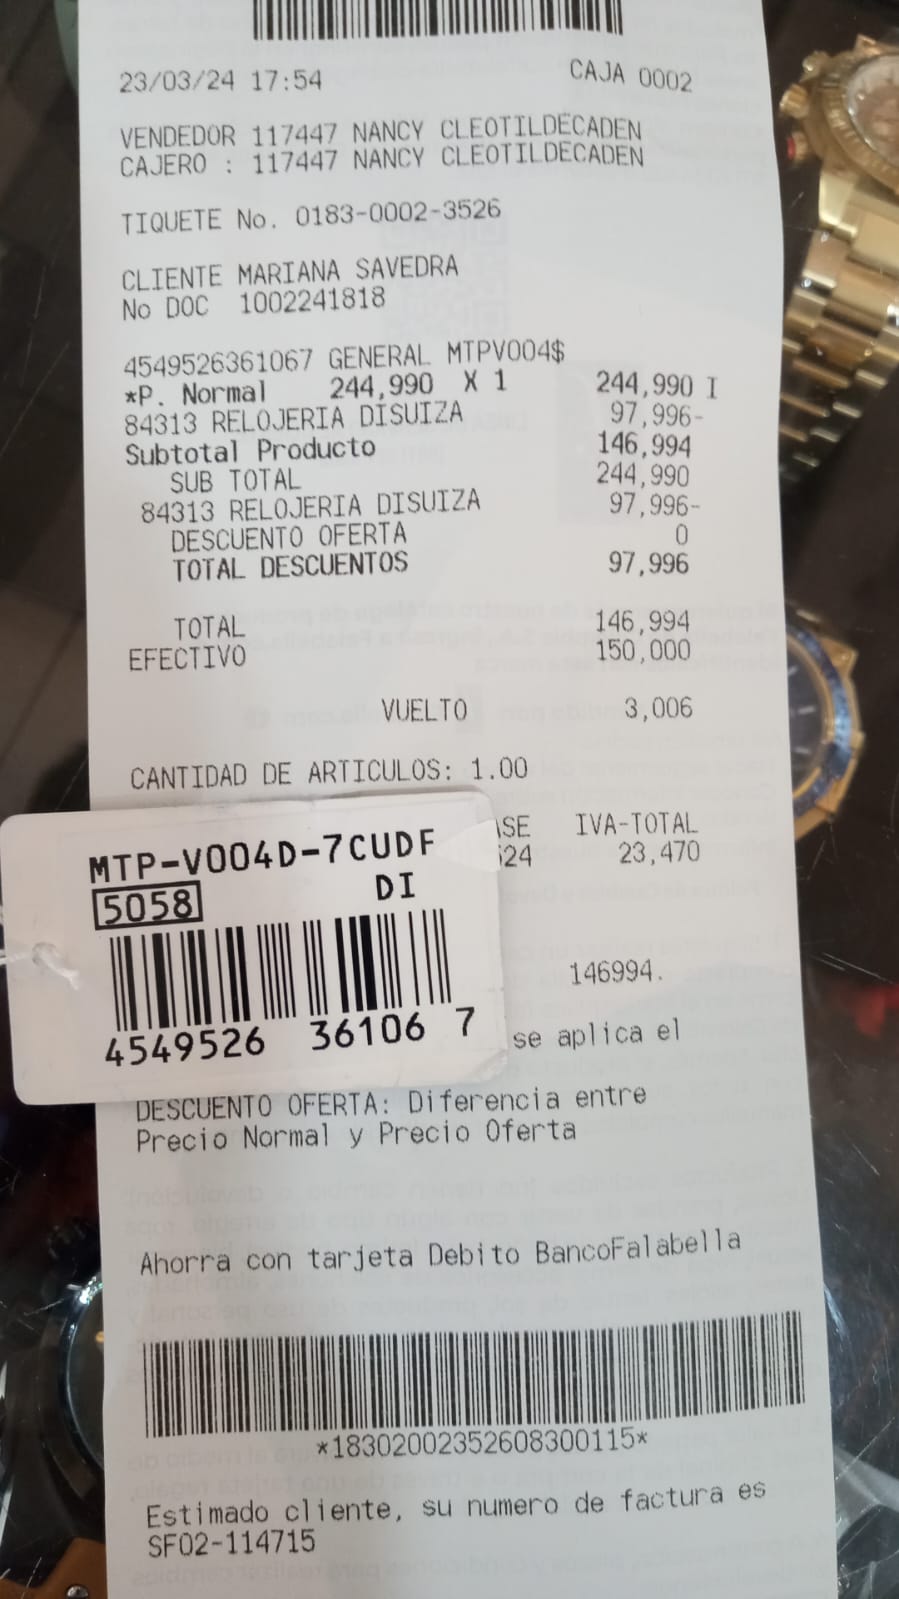 23/03/24 17:54 CAJA 0002
VENDEDOR 117447 NANCY CLEOTILDECADEN
CAJERO : 117447 NANCY CLEOTILDECADEN
TIQUETE No. 0183-0002-3526
CLIENTE MARIANA SAVEDRA
No DOC 1002241818
4549526361067 GENERAL MTPV004$
*P. Normal 244,990 X 1 244,990 I
84313 RELOJERIA DISUIZA 97,996-
Subtotal Producto 146,994
SUB TOTAL 244,990
84313 RELOJERIA DISUIZA 97,996-
DESCUENTO OFERTA 0
TOTAL DESCUENTOS 97,996
TOTAL 146,994
EFECTIVO 150,000
VUELTO 3,006
CANTIDAD DE ARTICULOS: 1.00
IVA-TOTAL
23,470
MTP-V004D-7CUDF
5058 DI
4549526 36106 7
146994.
se aplica el
DESCUENTO OFERTA: Diferencia entre
Precio Normal y Precio Oferta
Ahorra con tarjeta Debito BancoFalabella
*18302002352608300115*
Estimado cliente, su numero de factura es
SF02-114715